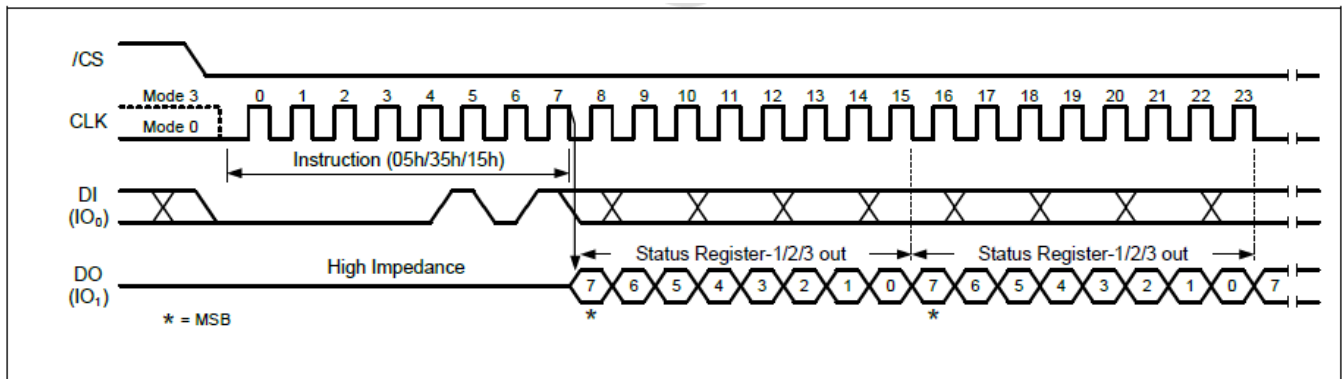 /CS
Mode 3 0 1 2 3 4 5 6 7 8 9 10 11 12 13 14 15 16 17 18 19 20 21 22 23
CLK
Mode 0
Instruction (05h/35h/15h)
DI
(IO₀)
Status Register-1/2/3 out Status Register-1/2/3 out
High Impedance
DO
(IO₁)
7 6 5 4 3 2 1 0 7 6 5 4 3 2 1 0 7
* *
* = MSB